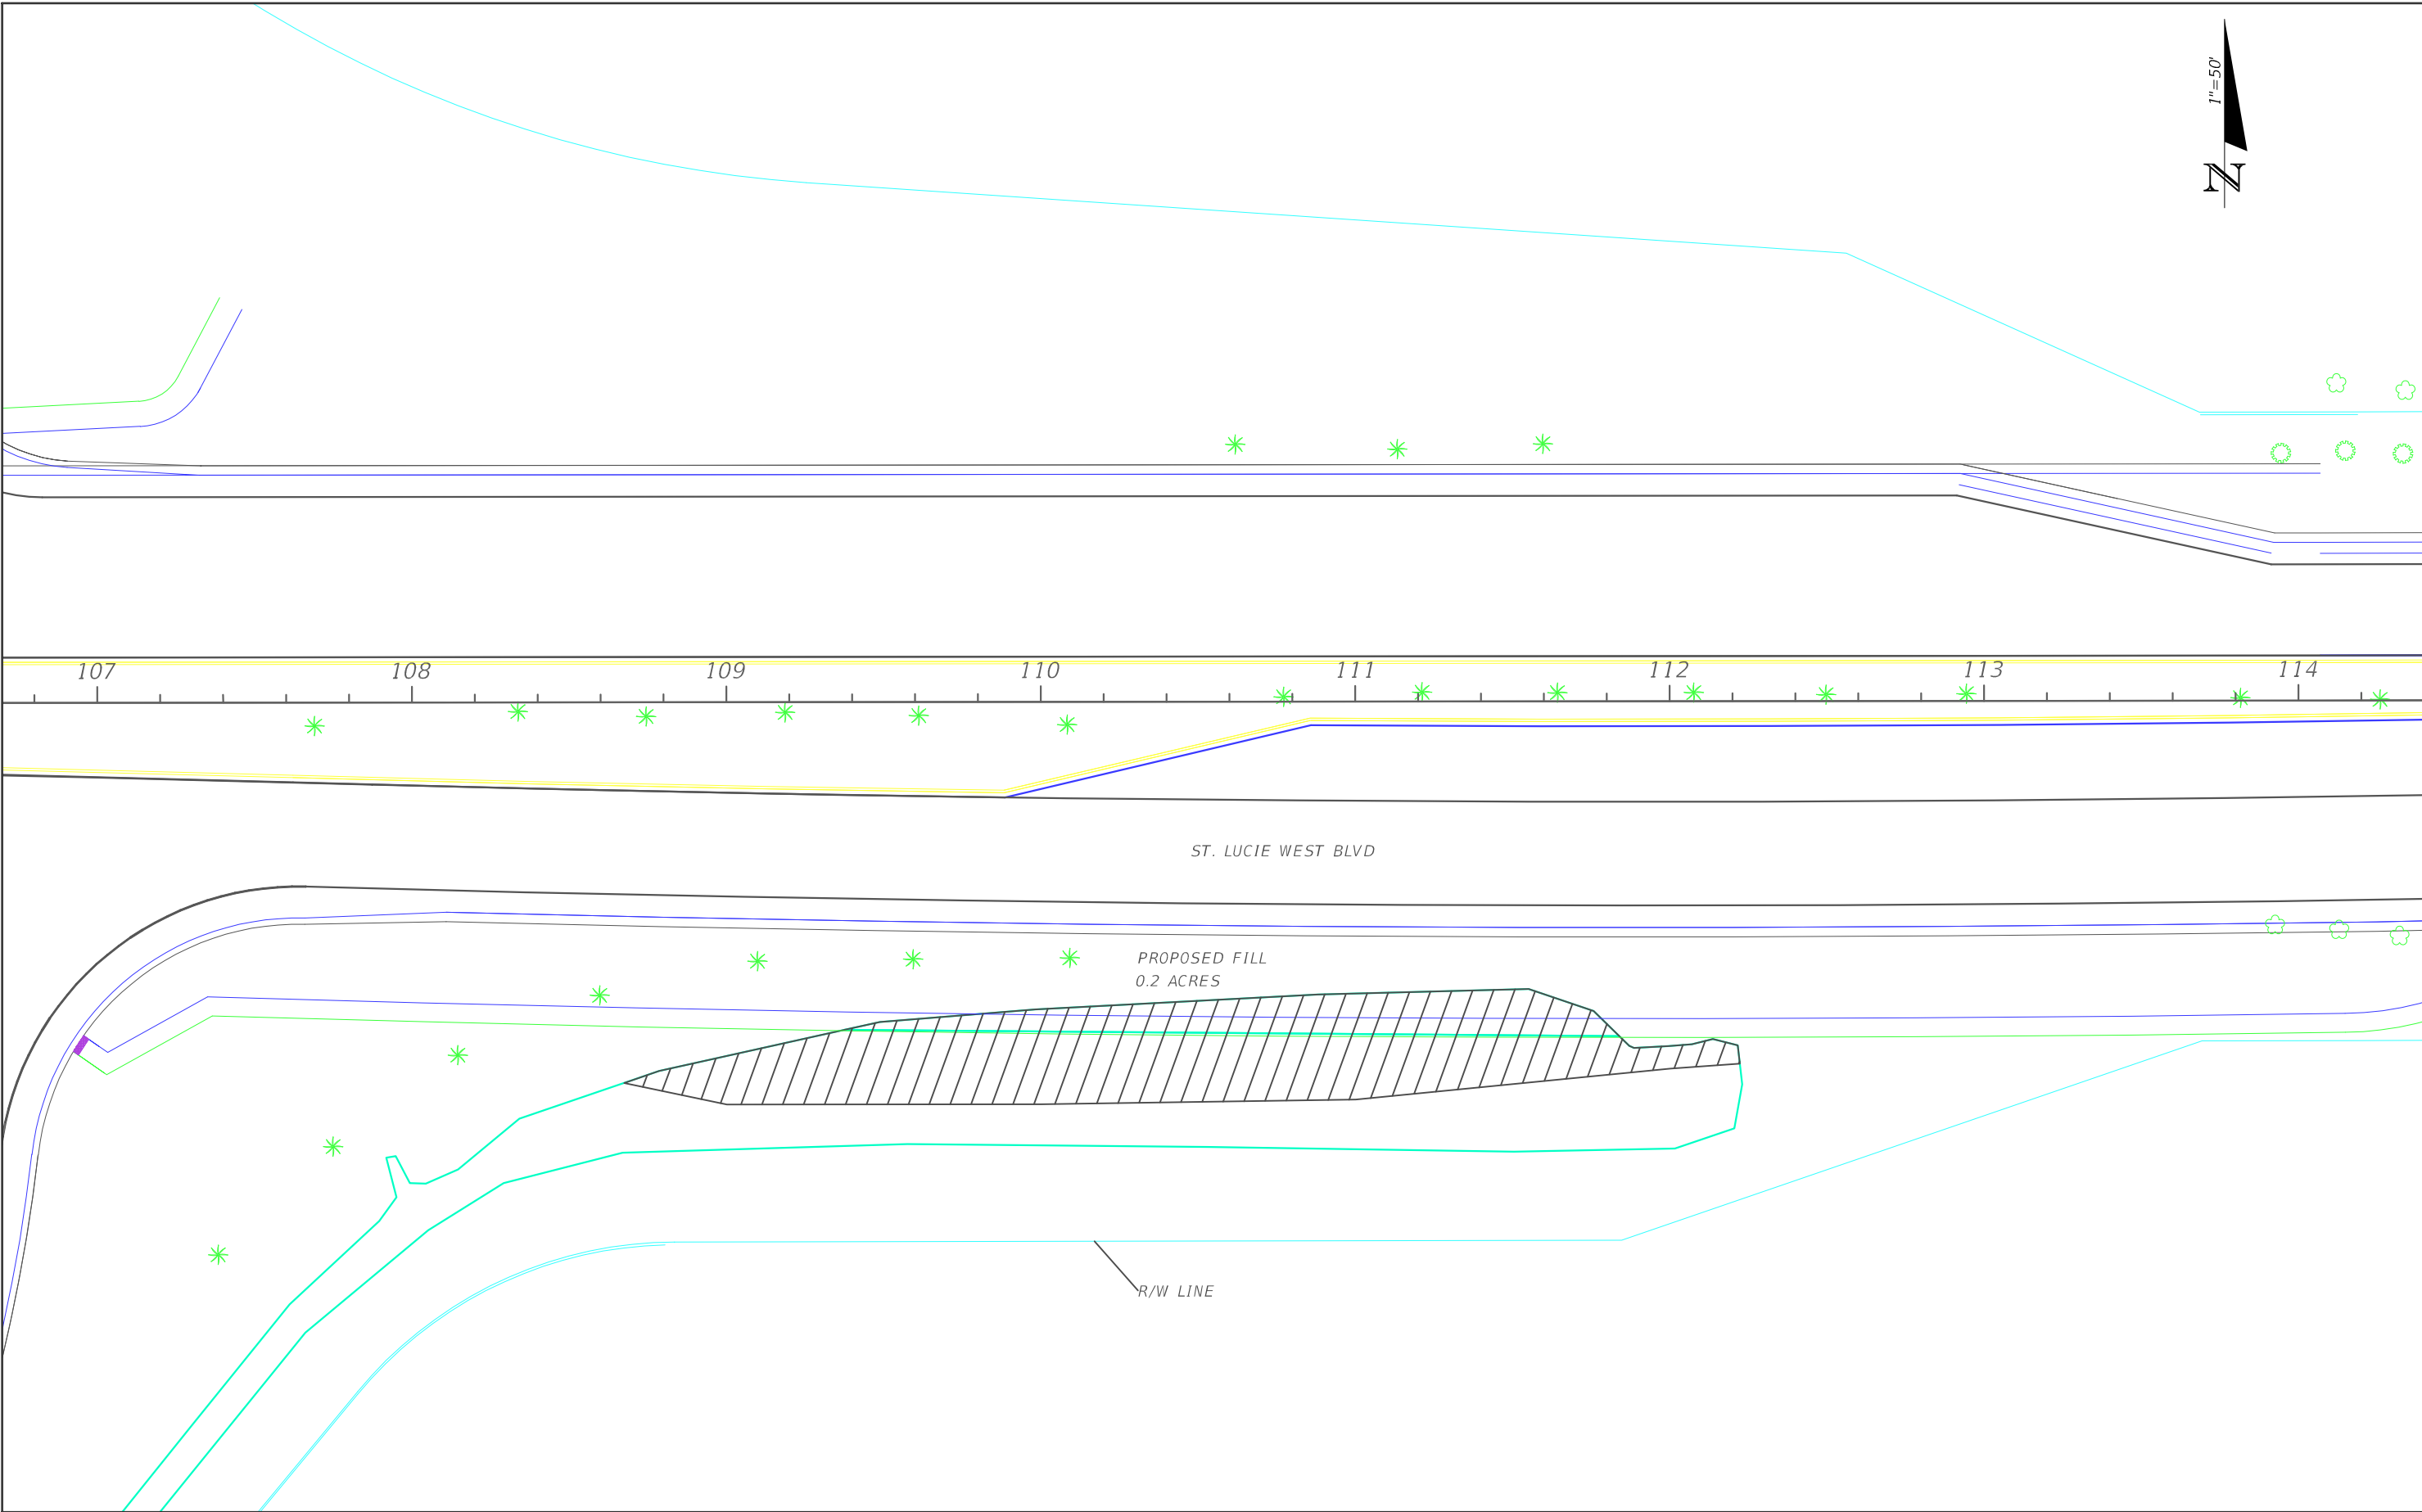 1"=50'
N
107 108 109 110 111 112 113 114
ST. LUCIE WEST BLVD
PROPOSED FILL
0.2 ACRES
R/W LINE